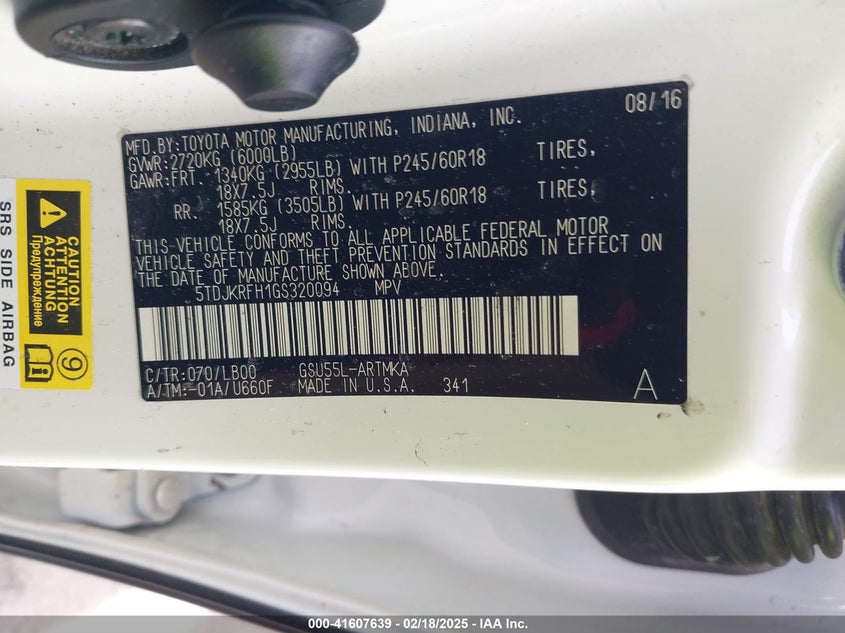 08/16
MFD.BY:TOYOTA MOTOR MANUFACTURING, INDIANA, INC.
GVWR:2720KG (6000LB)
GAWR:FRT. 1340KG (2955LB) WITH P245/60R18 TIRES,
18X7.5J RIMS.
RR. 1585KG (3505LB) WITH P245/60R18 TIRES,
18X7.5J RIMS.
THIS VEHICLE CONFORMS TO ALL APPLICABLE FEDERAL MOTOR
VEHICLE SAFETY AND THEFT PREVENTION STANDARDS IN EFFECT ON
THE DATE OF MANUFACTURE SHOWN ABOVE.
5TDJKRFH1GS320094 MPV
C/TR:070/LB00 GSU55L-ARTMKA
A/TM:-01A/U660F MADE IN U.S.A. 341
A
SRS SIDE AIRBAG
CAUTION
ATTENTION
ACHTUNG
Предупреждение
9
000-41607639 - 02/18/2025 - IAA Inc.